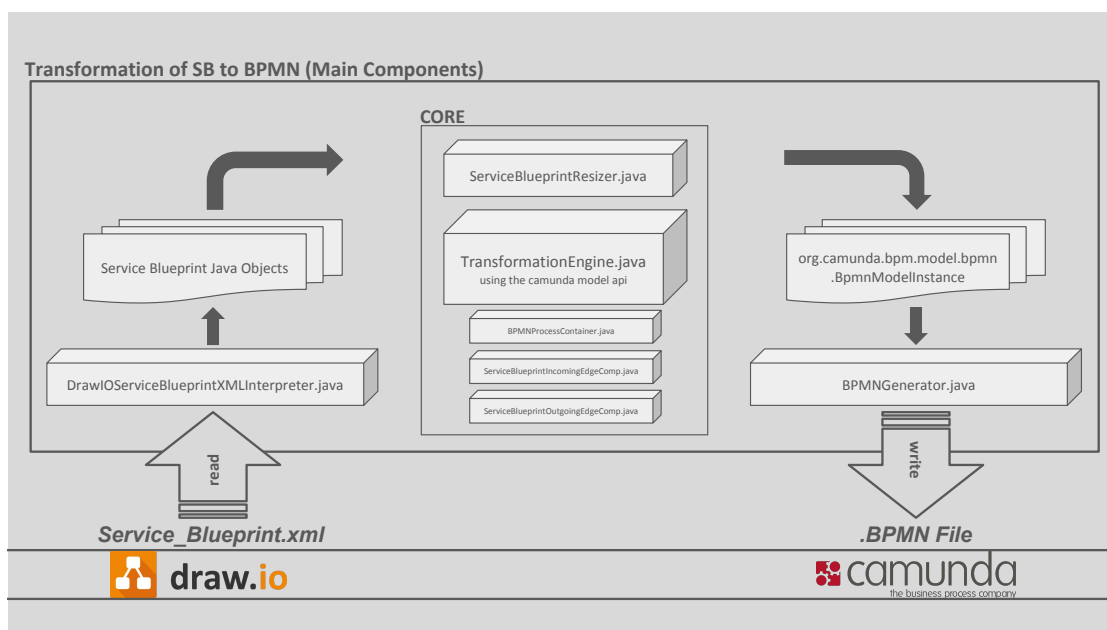 Transformation of SB to BPMN (Main Components)
CORE
ServiceBlueprintResizer.java
Service Blueprint Java Objects
TransformationEngine.java
using the camunda model api
org.camunda.bpm.model.bpmn
.BpmnModelInstance
BPMNProcessContainer.java
DrawIOServiceBlueprintXMLInterpreter.java
ServiceBlueprintIncomingEdgeComp.java
BPMNGenerator.java
ServiceBlueprintOutgoingEdgeComp.java
read
write
Service_Blueprint.xml
.BPMN File
draw.io
camunda
the business process company